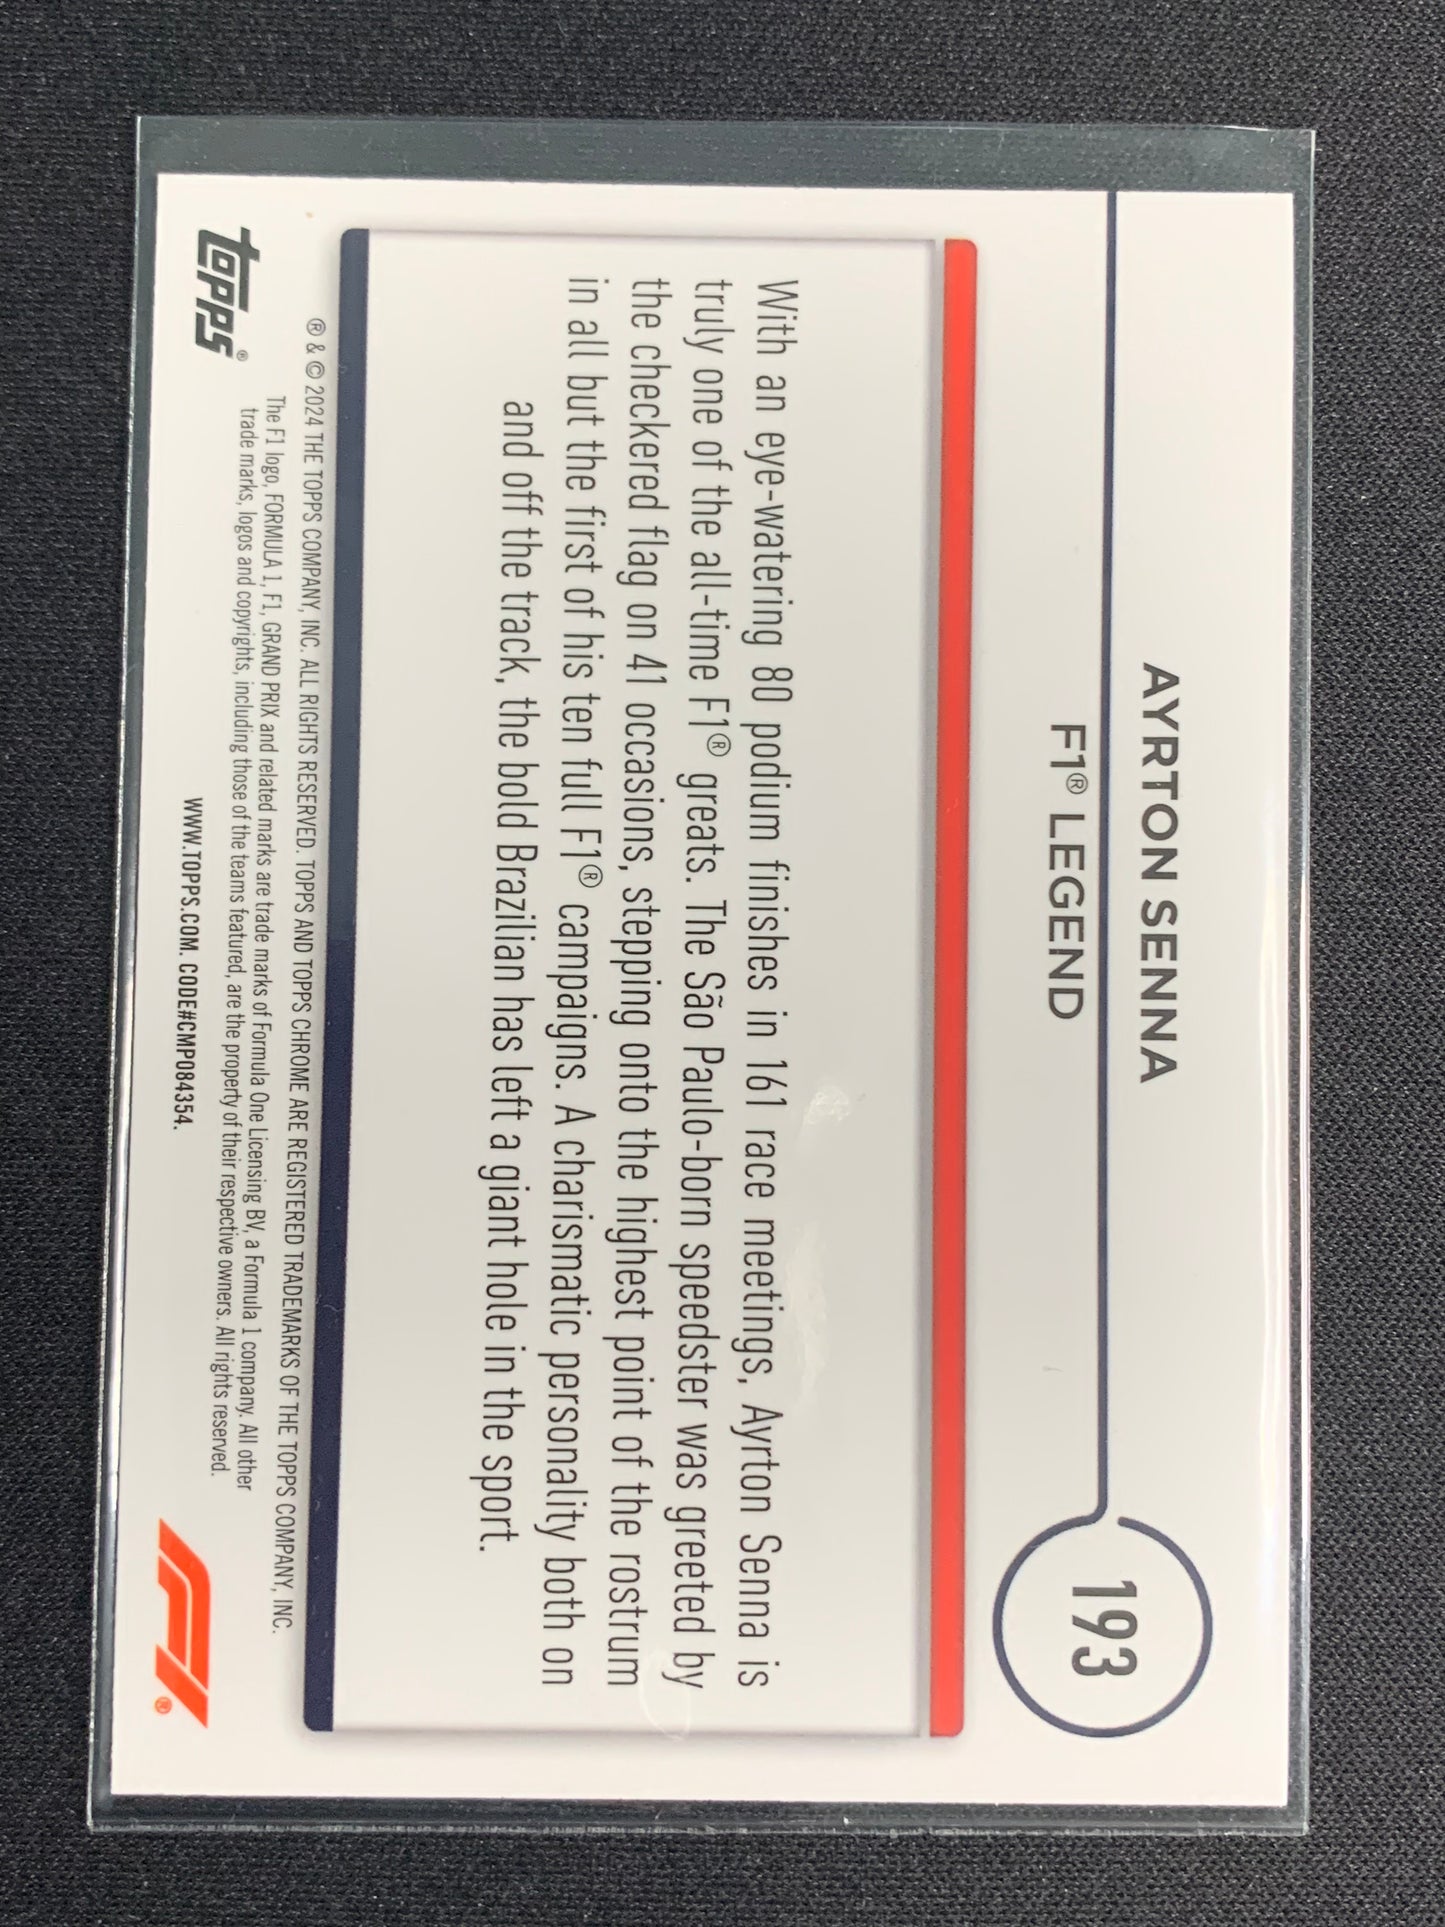 AYRTON SENNA
F1® LEGEND
193
With an eye-watering 80 podium finishes in 161 race meetings, Ayrton Senna is
truly one of the all-time F1® greats. The São Paulo-born speedster was greeted by
the checkered flag on 41 occasions, stepping onto the highest point of the rostrum
in all but the first of his ten full F1® campaigns. A charismatic personality both on
and off the track, the bold Brazilian has left a giant hole in the sport.
® & © 2024 THE TOPPS COMPANY, INC. ALL RIGHTS RESERVED. TOPPS AND TOPPS CHROME ARE REGISTERED TRADEMARKS OF THE TOPPS COMPANY, INC.
The F1 logo, FORMULA 1, F1, GRAND PRIX and related marks are trade marks of Formula One Licensing BV, a Formula 1 company. All other
trade marks, logos and copyrights, including those of the teams featured, are the property of their respective owners. All rights reserved.
WWW.TOPPS.COM. CODE#CMP084354.
topps®
F1®